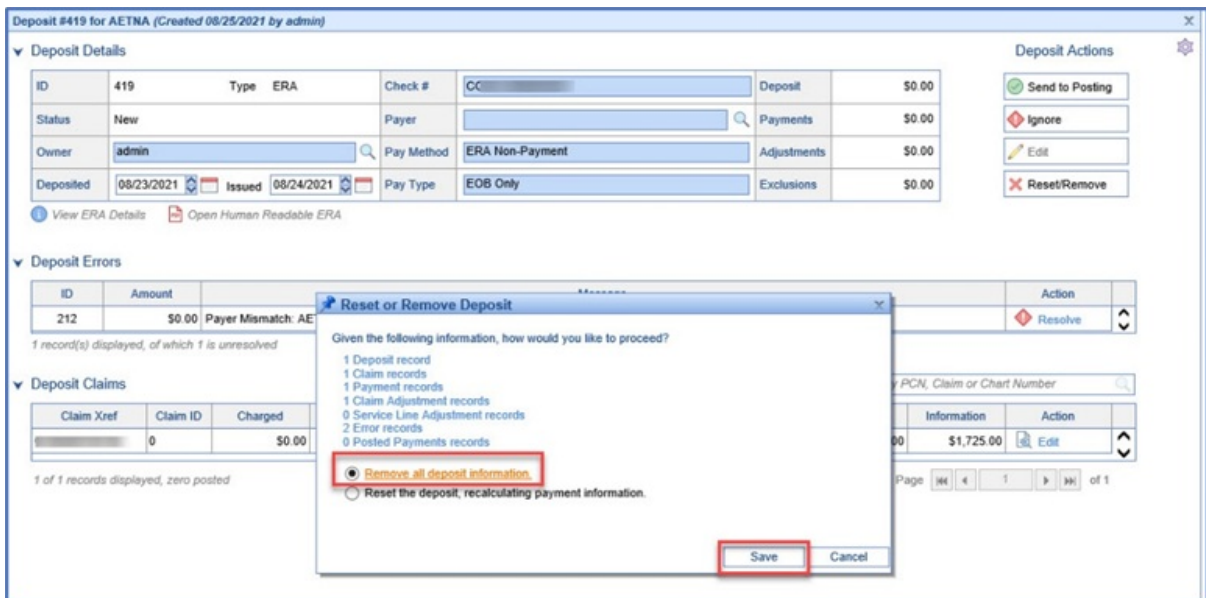 Deposit #419 for AETNA (Created 08/25/2021 by admin)
Deposit Details
Deposit Actions
ID 419 Type ERA Check # Deposit $0.00
Send to Posting
Status New Payer Payments $0.00
Ignore
Owner admin Pay Method ERA Non-Payment Adjustments $0.00
Edit
Deposited 08/23/2021 Issued 08/24/2021 Pay Type EOB Only Exclusions $0.00
Reset/Remove
View ERA Details Open Human Readable ERA
Deposit Errors
ID Amount Action
212 $0.00 Payer Mismatch: Resolve
1 record(s) displayed, of which 1 is unresolved
Reset or Remove Deposit
Given the following information, how would you like to proceed?
1 Deposit record
1 Claim records
1 Payment records
1 Claim Adjustment records
0 Service Line Adjustment records
2 Error records
0 Posted Payments records
Remove all deposit information.
Reset the deposit, recalculating payment information.
Save Cancel
Deposit Claims
PCN, Claim or Chart Number
Claim Xref Claim ID Charged Information Action
0 $0.00 $1,725.00 Edit
1 of 1 records displayed, zero posted
Page 1 of 1